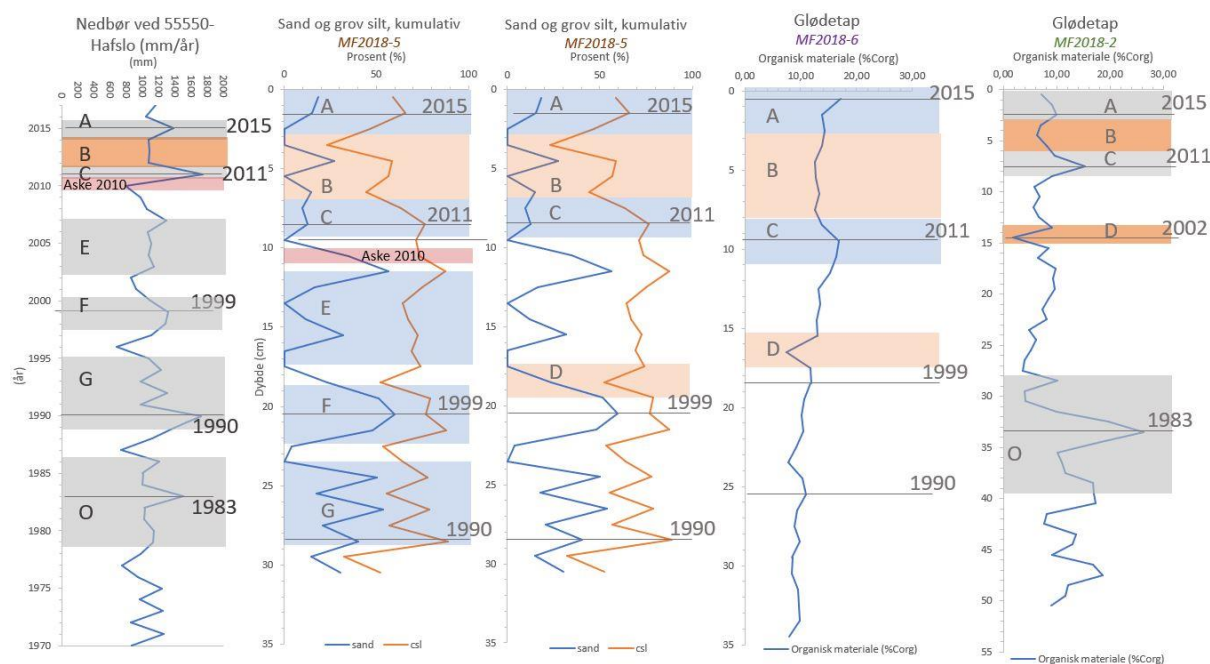 Nedbør ved 55550-
Hafslo (mm/år)
(mm)
0
200
400
600
800
1000
1200
1400
1600
1800
2000
2015
2010
2005
2000
1995
1990
1985
1980
1975
1970
(år)
A
2015
B
C
2011
Aske 2010
E
F
1999
G
1990
O
1983
Sand og grov silt, kumulativ
MF2018-5
Prosent (%)
0 50 100
0
5
10
15
20
25
30
35
Dybde (cm)
A
2015
B
C
2011
Aske 2010
E
F
1999
G
1990
sand csl
Sand og grov silt, kumulativ
MF2018-5
Prosent (%)
0 50 100
0
5
10
15
20
25
30
35
A
2015
B
C
2011
D
1999
1990
sand csl
Glødetap
MF2018-6
Organisk materiale (%Corg)
0,00 10,00 20,00 30,00
0
5
10
15
20
25
30
35
2015
A
B
C
2011
D
1999
1990
Organisk materiale (%Corg)
Glødetap
MF2018-2
Organisk materiale (%Corg)
0,00 10,00 20,00 30,00
0
5
10
15
20
25
30
35
40
45
50
55
A
2015
B
C
2011
D
2002
1983
O
Organisk materiale (%Corg)